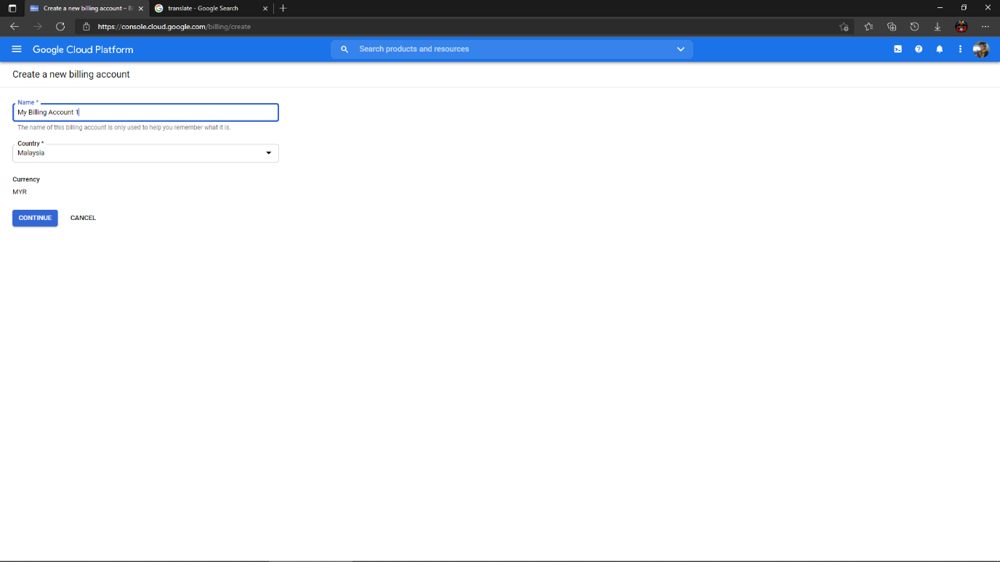 Create a new billing account – Bi
translate - Google Search
https://console.cloud.google.com/billing/create
Google Cloud Platform
Search products and resources
Create a new billing account
Name *
My Billing Account 1
The name of this billing account is only used to help you remember what it is.
Country *
Malaysia
Currency
MYR
CONTINUE
CANCEL